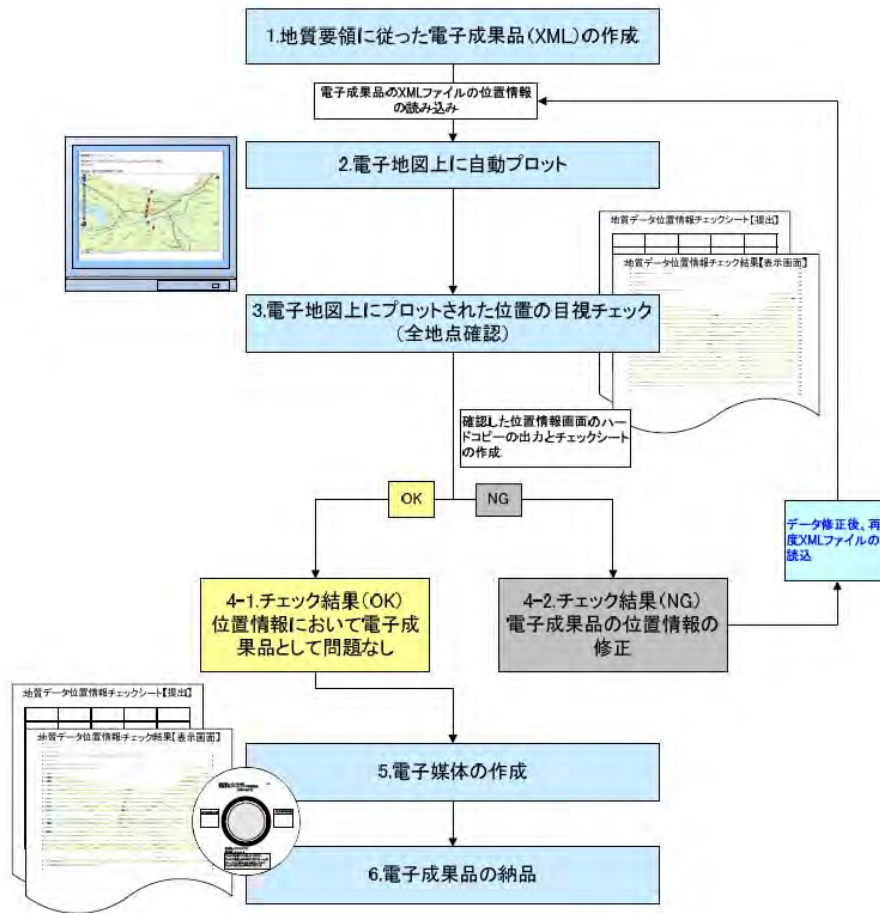 1.地質要領に従った電子成果品(XML)の作成
電子成果品のXMLファイルの位置情報
の読み込み
2.電子地図上に自動プロット
地質データ位置情報チェックシート【提出】
地質データ位置情報チェック結果【表示画面】
3.電子地図上にプロットされた位置の目視チェック
(全地点確認)
確認した位置情報画面のハー
ドコピーの出力とチェックシート
の作成
OK
NG
データ修正後、再
度XMLファイルの
読込
4-1.チェック結果(OK)
位置情報において電子成
果品として問題なし
4-2.チェック結果(NG)
電子成果品の位置情報の
修正
地質データ位置情報チェックシート【提出】
地質データ位置情報チェック結果【表示画面】
5.電子媒体の作成
6.電子成果品の納品